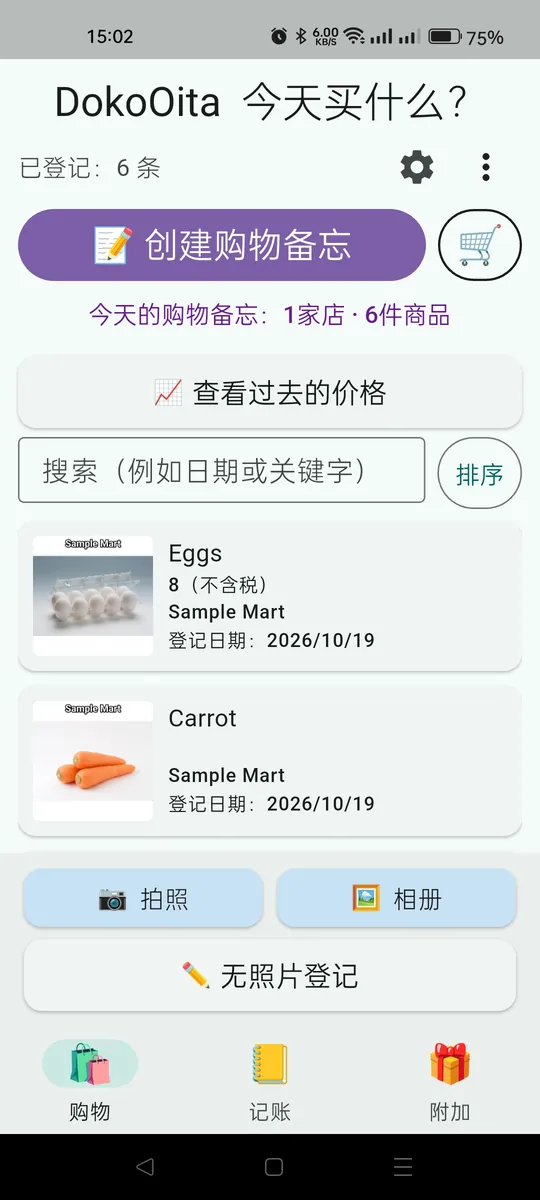 15:02
6.00 KB/S
75%
DokoOita 今天买什么？
已登记：6 条
创建购物备忘
今天的购物备忘：1家店 · 6件商品
查看过去的价格
搜索（例如日期或关键字）
排序
Sample Mart
Eggs
8（不含税）
Sample Mart
登记日期：2026/10/19
Sample Mart
Carrot
Sample Mart
登记日期：2026/10/19
拍照
相册
无照片登记
购物
记账
附加